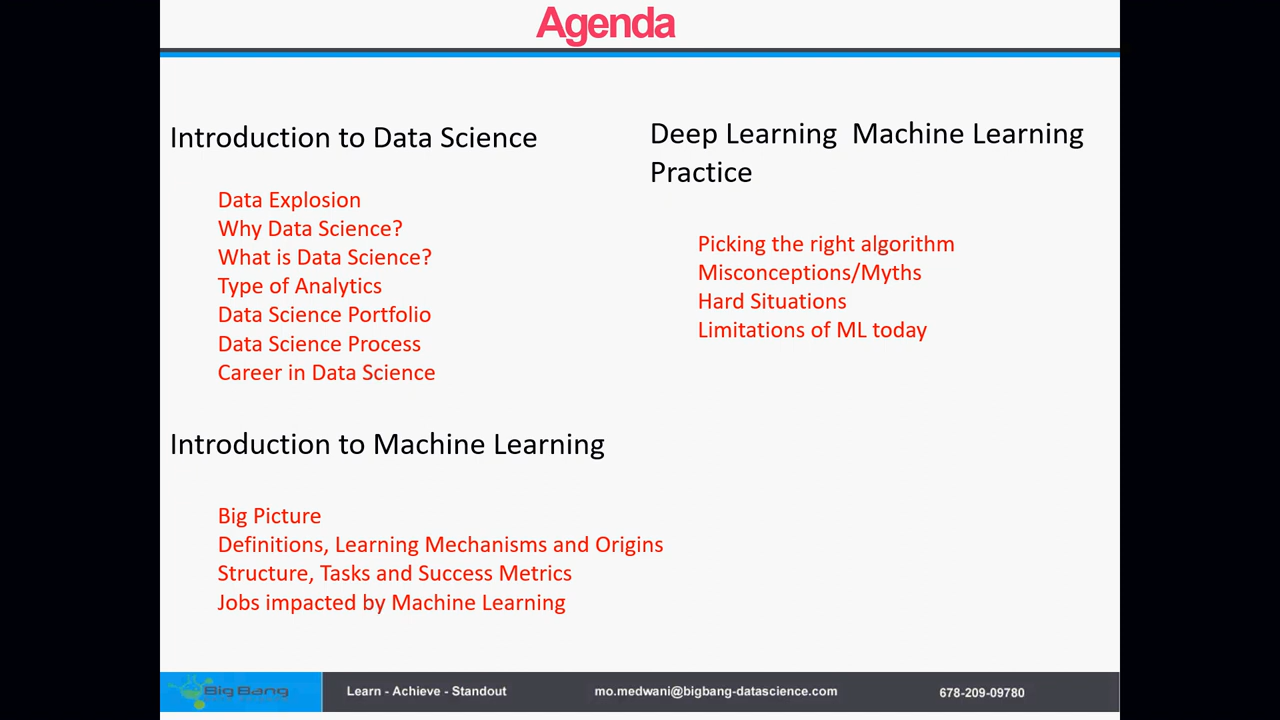 Agenda
Introduction to Data Science
Data Explosion
Why Data Science?
What is Data Science?
Type of Analytics
Data Science Portfolio
Data Science Process
Career in Data Science
Introduction to Machine Learning
Big Picture
Definitions, Learning Mechanisms and Origins
Structure, Tasks and Success Metrics
Jobs impacted by Machine Learning
Deep Learning Machine Learning
Practice
Picking the right algorithm
Misconceptions/Myths
Hard Situations
Limitations of ML today
Big Bang
Learn - Achieve - Standout
mo.medwani@bigbang-datascience.com
678-209-09780